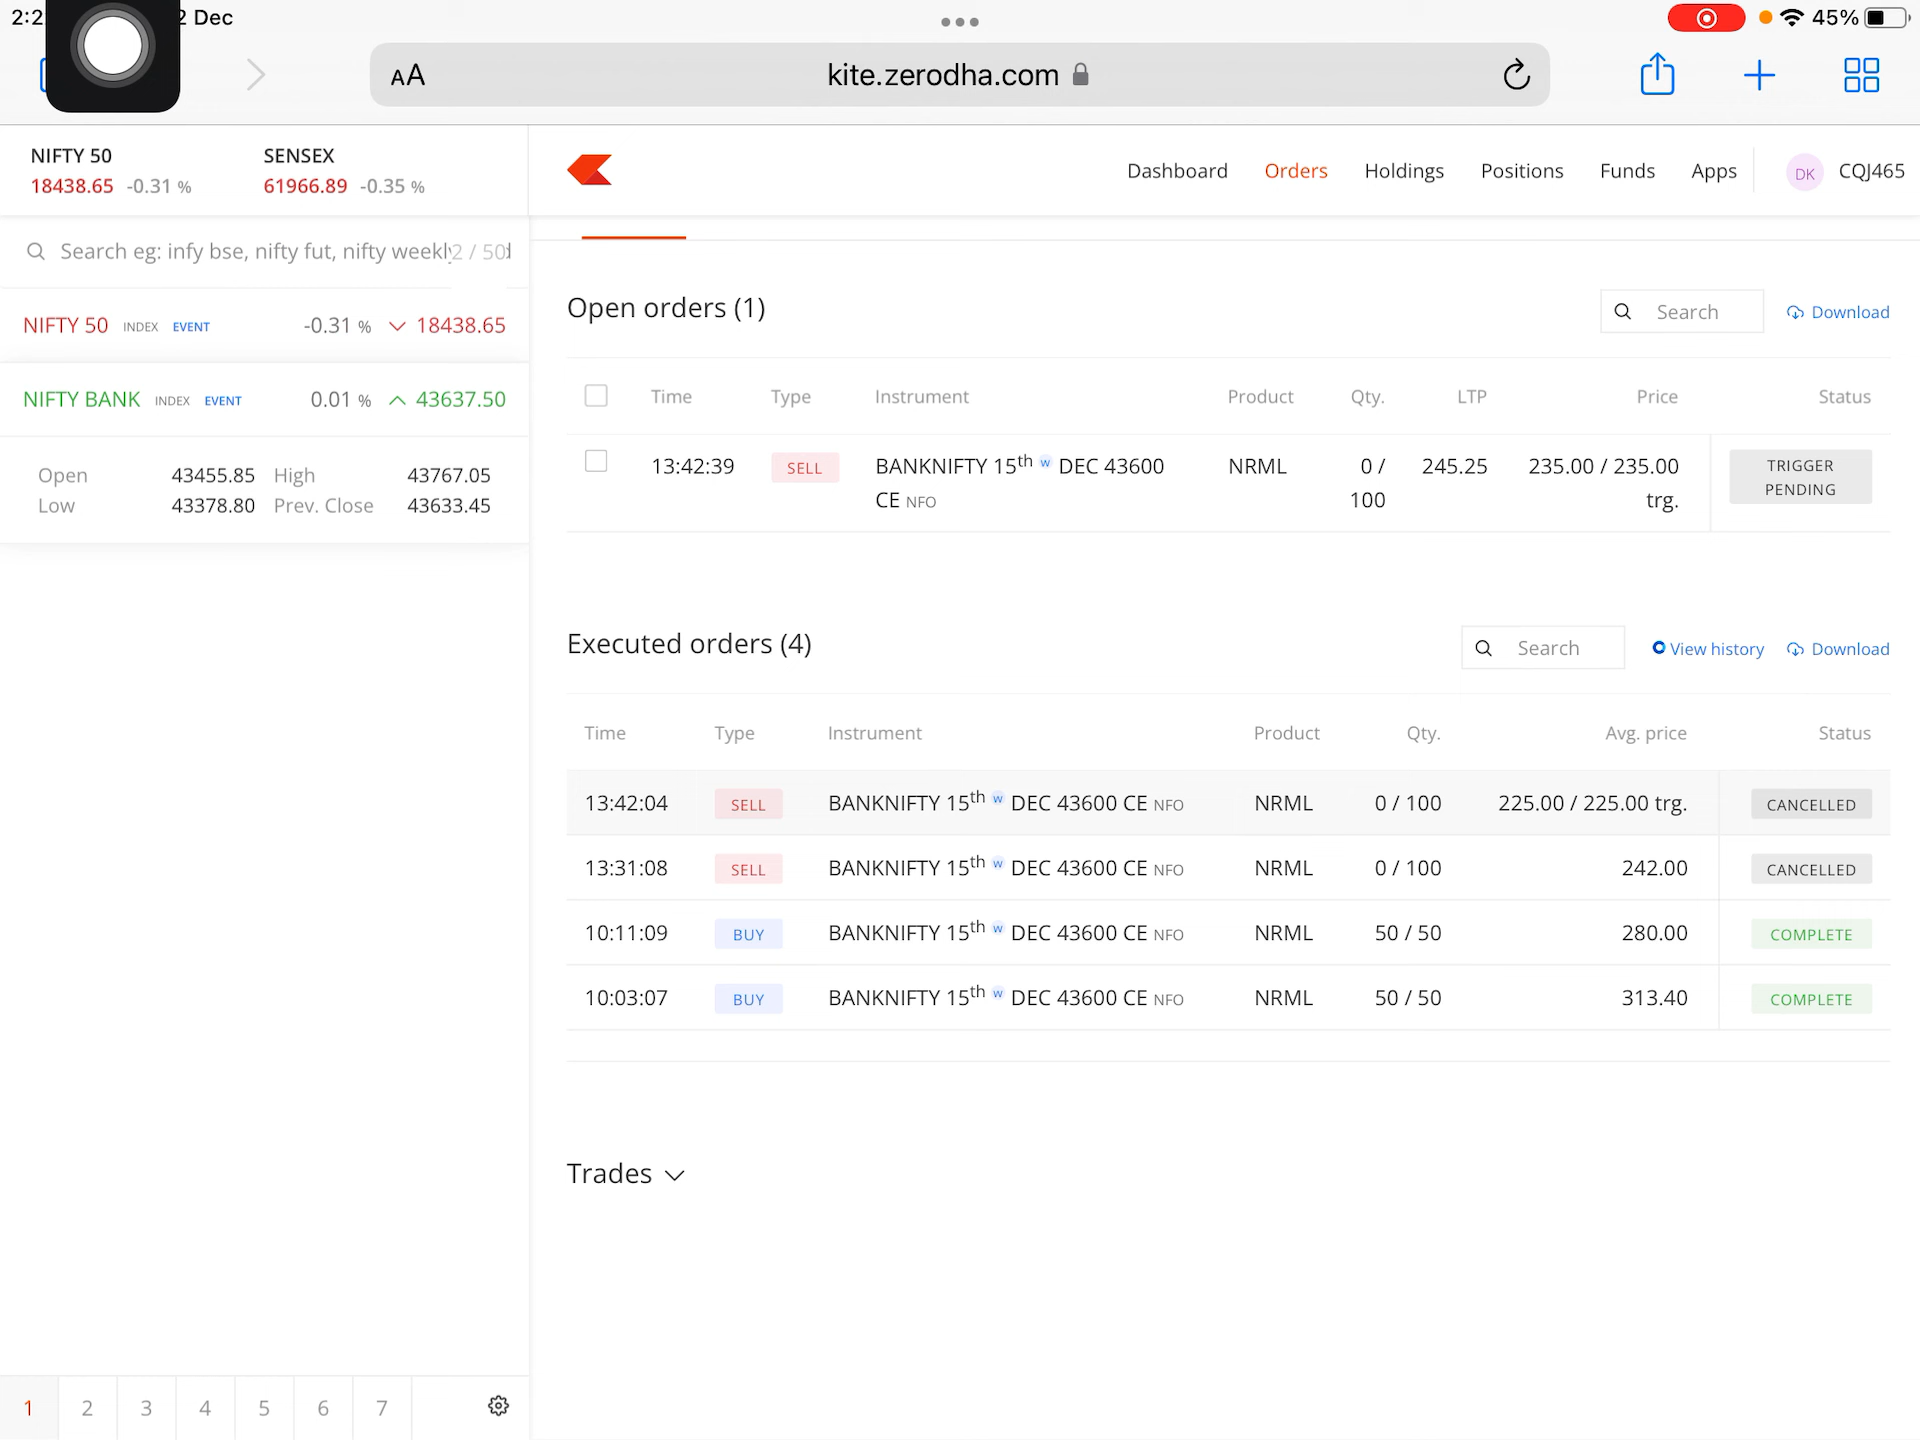 2:2 2 Dec
45%
AA kite.zerodha.com
NIFTY 50 SENSEX
18438.65 -0.31 % 61966.89 -0.35 %
Dashboard Orders Holdings Positions Funds Apps DK CQJ465
Search eg: infy bse, nifty fut, nifty weekly 2 / 50
NIFTY 50 INDEX EVENT -0.31 % 18438.65
NIFTY BANK INDEX EVENT 0.01 % 43637.50
Open 43455.85 High 43767.05
Low 43378.80 Prev. Close 43633.45
Open orders (1) Search Download
Time Type Instrument Product Qty. LTP Price Status
13:42:39 SELL BANKNIFTY 15th w DEC 43600 NRML 0 / 245.25 235.00 / 235.00 TRIGGER
CE NFO 100 trg. PENDING
Executed orders (4) Search View history Download
Time Type Instrument Product Qty. Avg. price Status
13:42:04 SELL BANKNIFTY 15th w DEC 43600 CE NFO NRML 0 / 100 225.00 / 225.00 trg. CANCELLED
13:31:08 SELL BANKNIFTY 15th w DEC 43600 CE NFO NRML 0 / 100 242.00 CANCELLED
10:11:09 BUY BANKNIFTY 15th w DEC 43600 CE NFO NRML 50 / 50 280.00 COMPLETE
10:03:07 BUY BANKNIFTY 15th w DEC 43600 CE NFO NRML 50 / 50 313.40 COMPLETE
Trades
1 2 3 4 5 6 7